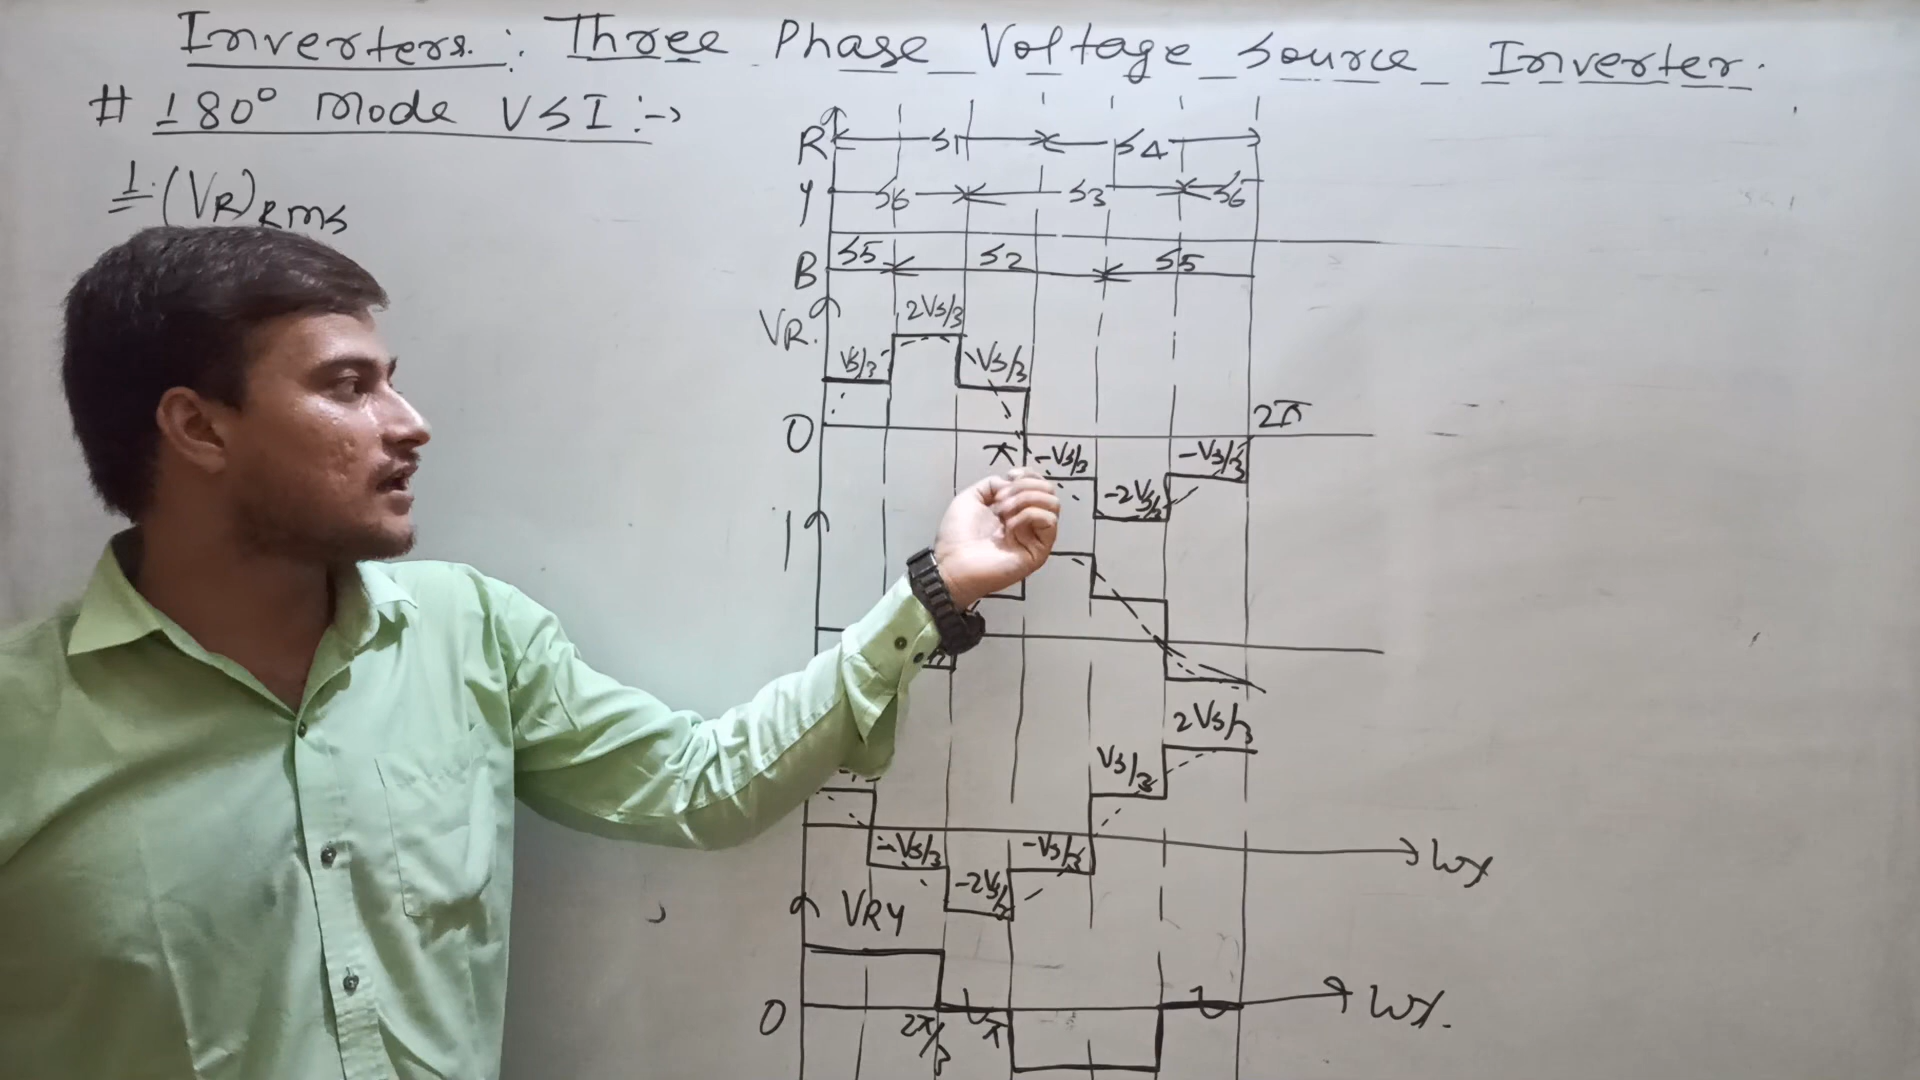 Inverters: Three Phase Voltage Source Inverter.
# 180° Mode VSI :→
1. (VR)RMS
R S1 S4
Y S6 S3 S6
B S5 S2 S5
VR. Vs/3 2Vs/3 Vs/3
0 π -Vs/3 -2Vs/3 -Vs/3 2π
2Vs/3
Vs/3
-Vs/3 -2Vs/3 -Vs/3 wt
VRY
0 2π/3 π wt.